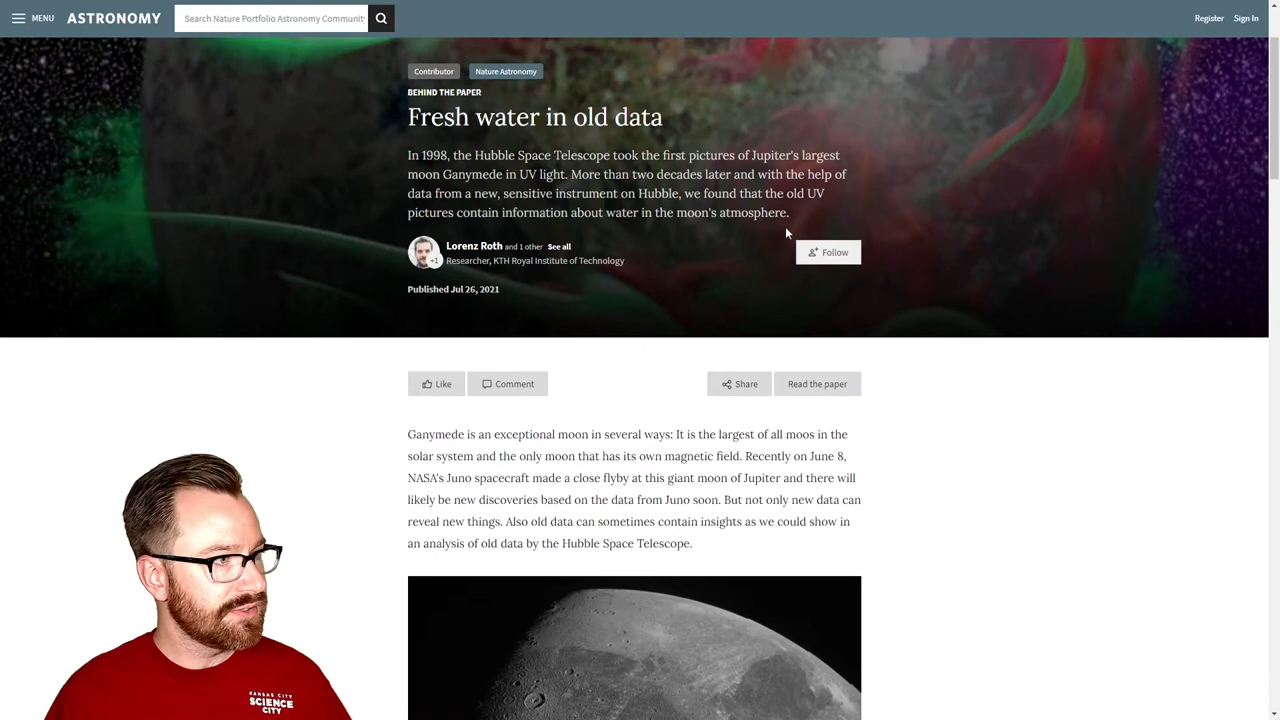 MENU ASTRONOMY Search Nature Portfolio Astronomy Communit Register Sign In
Contributor Nature Astronomy
BEHIND THE PAPER
Fresh water in old data
In 1998, the Hubble Space Telescope took the first pictures of Jupiter's largest
moon Ganymede in UV light. More than two decades later and with the help of
data from a new, sensitive instrument on Hubble, we found that the old UV
pictures contain information about water in the moon's atmosphere.
Lorenz Roth and 1 other See all
+1 Researcher, KTH Royal Institute of Technology
Follow
Published Jul 26, 2021
Like Comment Share Read the paper
Ganymede is an exceptional moon in several ways: It is the largest of all moos in the
solar system and the only moon that has its own magnetic field. Recently on June 8,
NASA's Juno spacecraft made a close flyby at this giant moon of Jupiter and there will
likely be new discoveries based on the data from Juno soon. But not only new data can
reveal new things. Also old data can sometimes contain insights as we could show in
an analysis of old data by the Hubble Space Telescope.
KANSAS CITY
SCIENCE
CITY